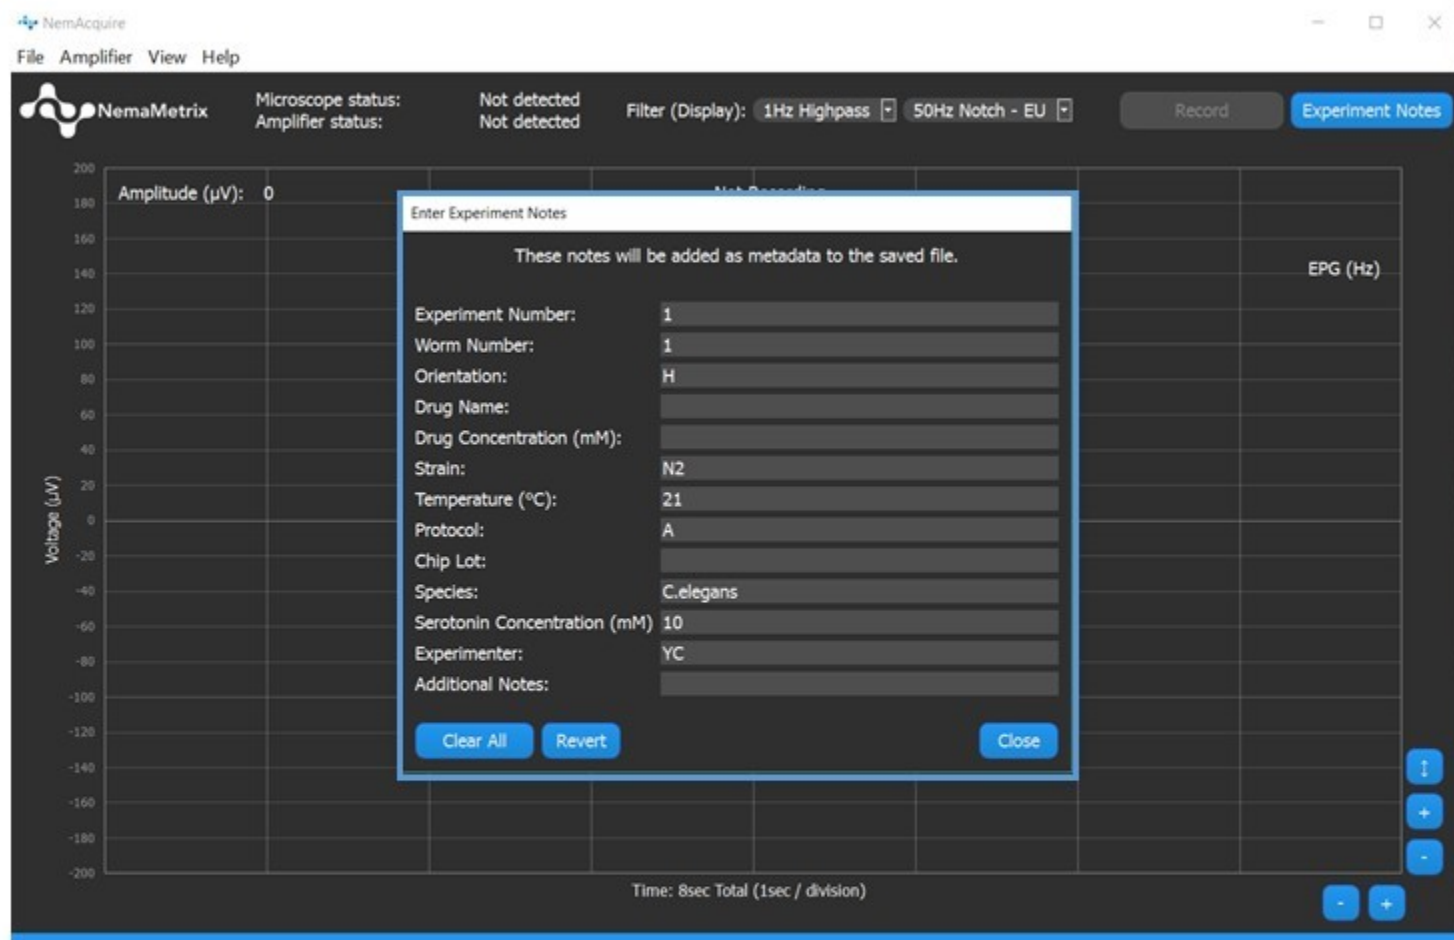 NemAcquire
File Amplifier View Help
NemaMetrix
Microscope status: Not detected
Amplifier status: Not detected
Filter (Display): 1Hz Highpass 50Hz Notch - EU
Record
Experiment Notes
200
180
160
140
120
100
80
60
40
20
0
-20
-40
-60
-80
-100
-120
-140
-160
-180
-200
Voltage (µV)
Amplitude (µV): 0
Not Recording
EPG (Hz)
Enter Experiment Notes
These notes will be added as metadata to the saved file.
Experiment Number: 1
Worm Number: 1
Orientation: H
Drug Name:
Drug Concentration (mM):
Strain: N2
Temperature (°C): 21
Protocol: A
Chip Lot:
Species: C.elegans
Serotonin Concentration (mM) 10
Experimenter: YC
Additional Notes:
Clear All Revert Close
+
-
Time: 8sec Total (1sec / division)
- +